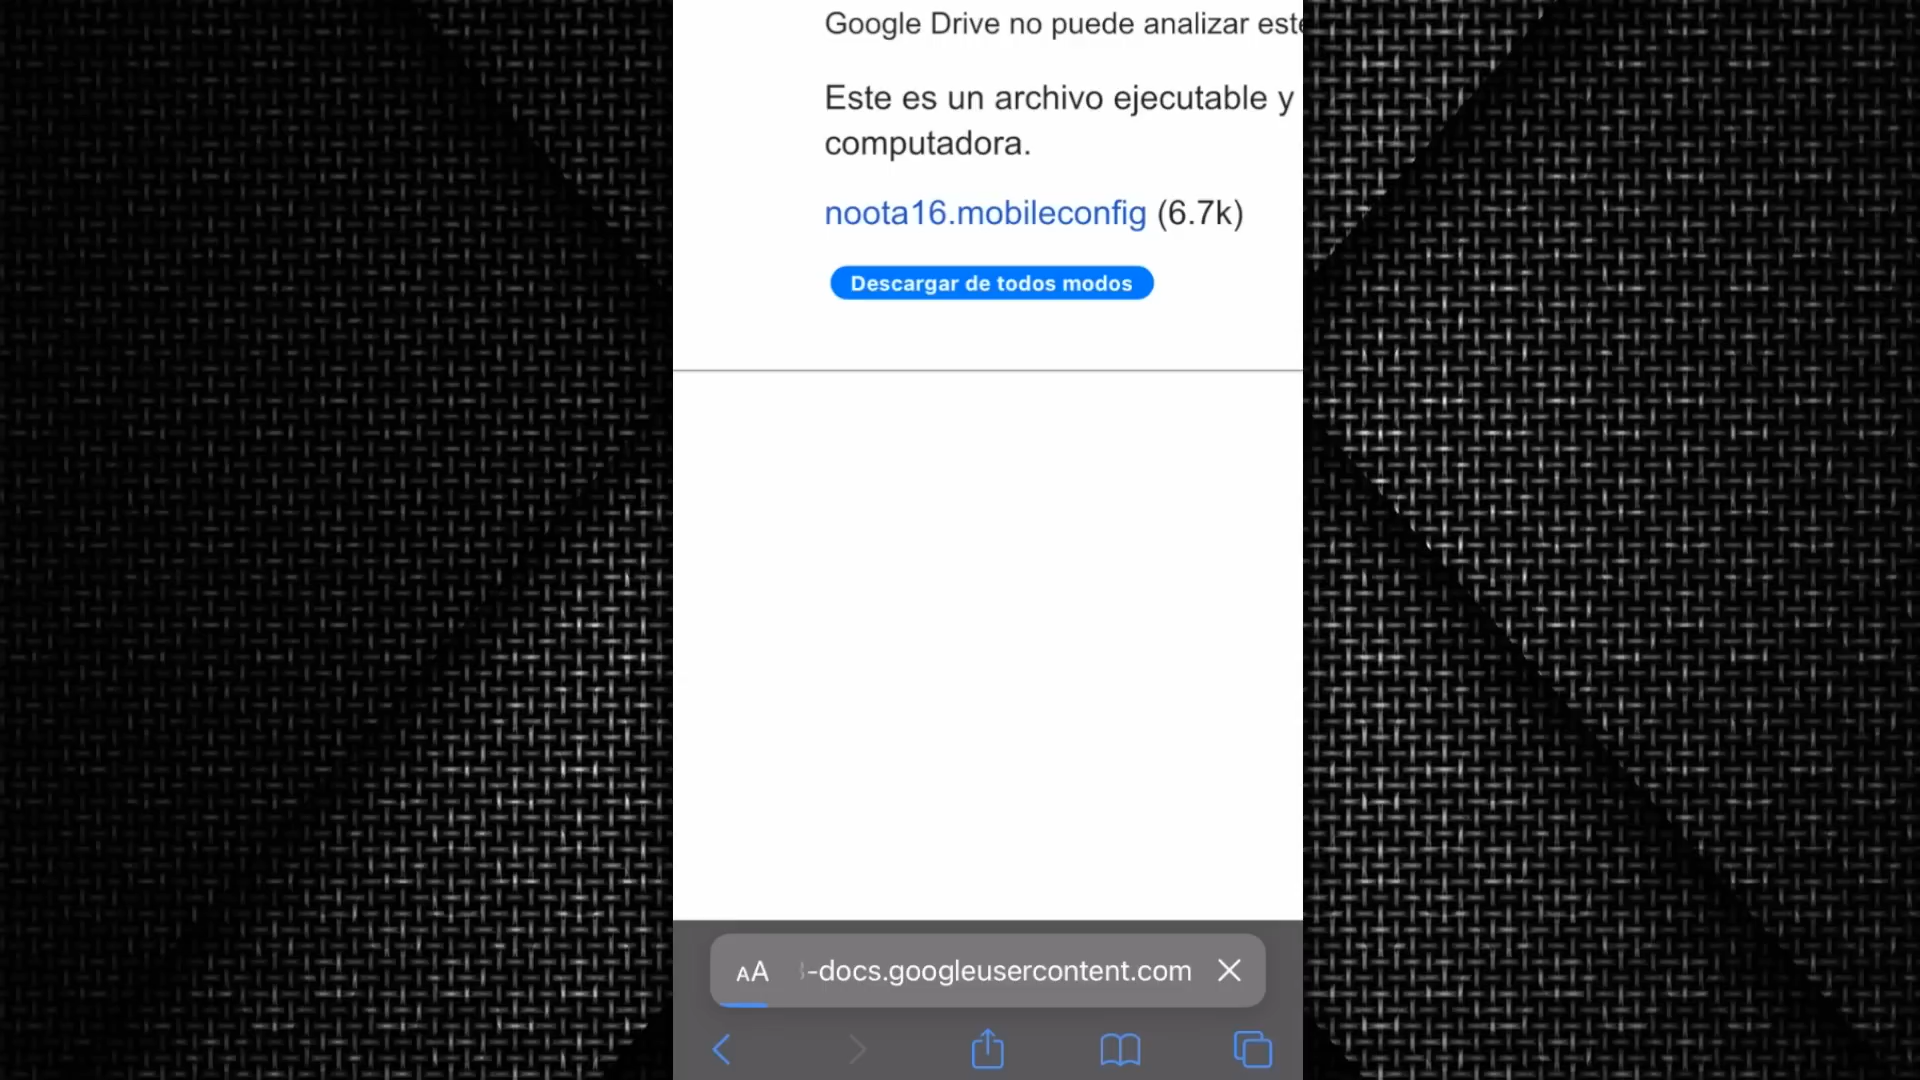 Google Drive no puede analizar este
Este es un archivo ejecutable y
computadora.
noota16.mobileconfig (6.7k)
Descargar de todos modos
AA -docs.googleusercontent.com